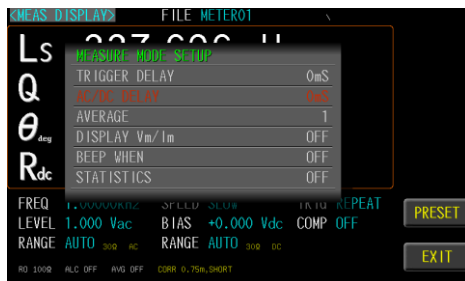 <MEAS DISPLAY> FILE METER01
Ls
MEASURE MODE SETUP
TRIGGER DELAY 0mS
Q
AC/DC DELAY 0mS
AVERAGE 1
θ deg
DISPLAY Vm/Im OFF
BEEP WHEN OFF
Rdc
STATISTICS OFF
FREQ 1.00000kHz SPEED SLOW TRIG REPEAT
PRESET
LEVEL 1.000 Vac BIAS +0.000 Vdc COMP OFF
RANGE AUTO 30Ω AC RANGE AUTO 30Ω DC
EXIT
RO 100Ω ALC OFF AVG OFF CORR 0.75m,SHORT